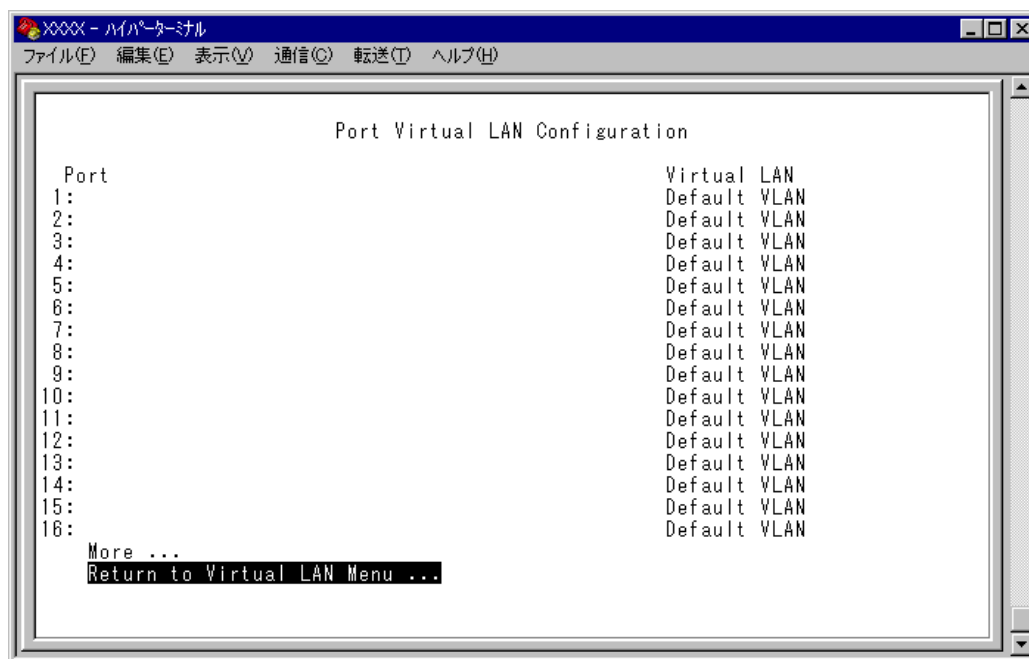 XXXX - ﾊｲﾊﾟｰﾀｰﾐﾅﾙ
ファイル(F) 編集(E) 表示(V) 通信(C) 転送(T) ヘルプ(H)
Port Virtual LAN Configuration
Port Virtual LAN
1: Default VLAN
2: Default VLAN
3: Default VLAN
4: Default VLAN
5: Default VLAN
6: Default VLAN
7: Default VLAN
8: Default VLAN
9: Default VLAN
10: Default VLAN
11: Default VLAN
12: Default VLAN
13: Default VLAN
14: Default VLAN
15: Default VLAN
16: Default VLAN
More ...
Return to Virtual LAN Menu ...